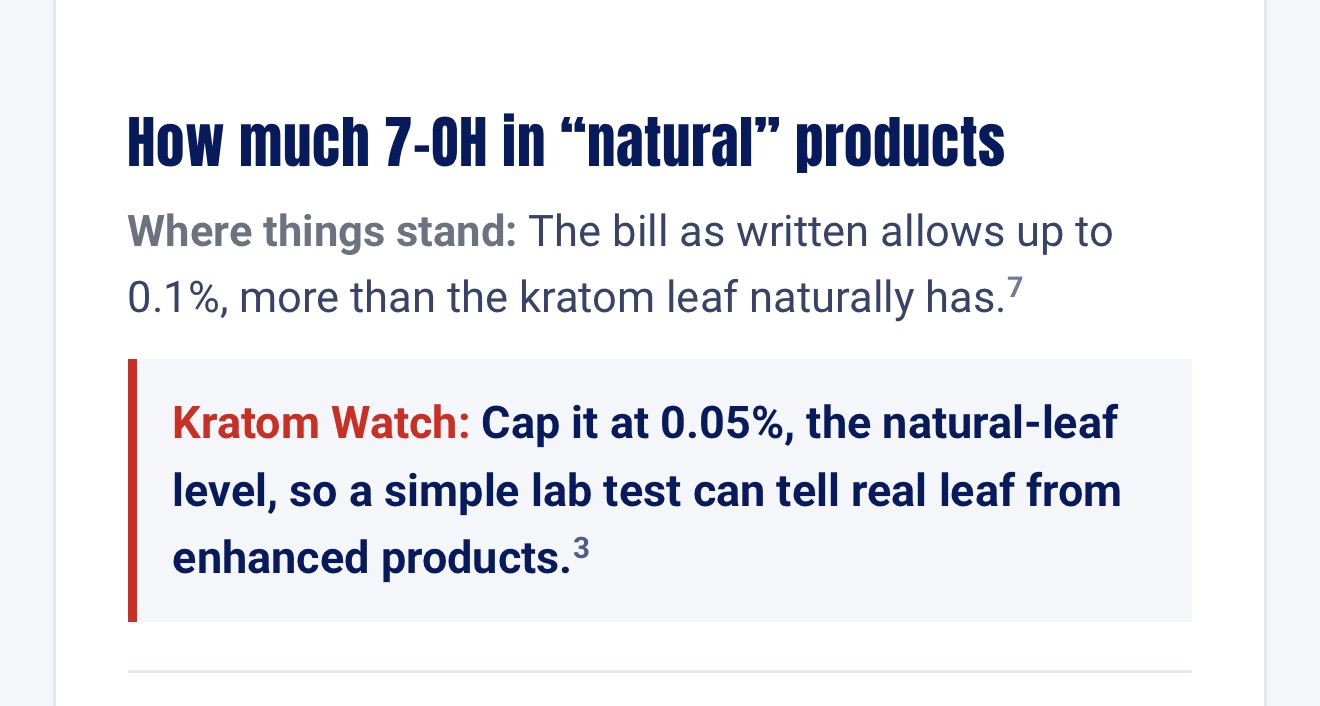 How much 7-OH in “natural” products
Where things stand: The bill as written allows up to
0.1%, more than the kratom leaf naturally has.7
Kratom Watch: Cap it at 0.05%, the natural-leaf
level, so a simple lab test can tell real leaf from
enhanced products.3